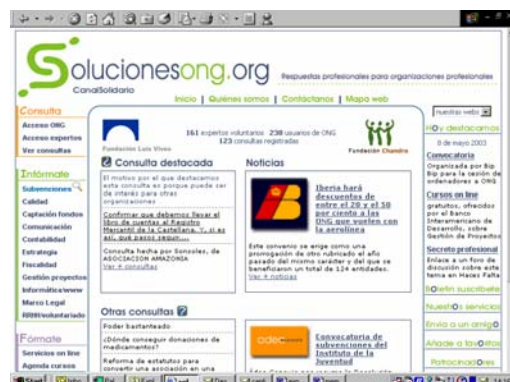 Solucionesong.org
CanalSolidario
Respuestas profesionales para organizaciones profesionales
Inicio | Quiénes somos | Contáctanos | Mapa web
Consulta
Acceso ONG
Acceso expertos
Ver consultas
Infórmate
Subvenciones
Calidad
Captación fondos
Comunicación
Contabilidad
Estrategia
Fiscalidad
Gestión proyectos
Informática/www
Marco Legal
RRHH/voluntariado
Fórmate
Servicios on line
Agenda cursos
Fundación Luis Vives
161 expertos voluntarios 238 usuarios de ONG
123 consultas registradas
Fundación Chandra
Consulta destacada
El motivo por el que destacamos
esta consulta es porque puede ser
de interés para otras
organizaciones
Confirmar que debemos llevar el
libro de cuentas al Registro
Mercantil de la Castellana. Y, si es
así, qué pasos seguir....
Consulta hecha por Sonsoles, de
ASOCIACION AMAZONIA
Ver + consultas
Otras consultas
Poder bastanteado
¿Dónde conseguir donaciones de
medicamentos?
Reforma de estatutos para
convertir una asociación en una
Noticias
Iberia hará
descuentos de
entre el 20 y el 50
por ciento a las
ONG que vuelen con
la aerolínea
Este convenio se erige como una
prorrogación de otro rubricado el año
pasado del mismo carácter y del que se
beneficiaron un total de 124 entidades.
Ver + noticias
Convocatoria de
subvenciones del
Instituto de la
Juventud
nuestras webs
Hoy destacamos
8 de mayo 2003
Convocatoria
Organizada por Bip
Bip para la cesión de
ordenadores a ONG
Cursos on line
gratuitos, ofrecidos
por el Banco
Interamericano de
Desarrollo, sobre
Gestión de Proyectos
Secreto profesional
Enlace a un foro de
discusión sobre este
tema en Haces Falta
Boletín suscríbete
Nuestros servicios
Envía a un amigo
Añade a favoritos
Patrocinadores